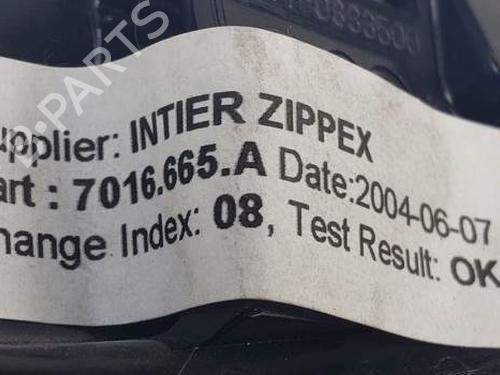 B-PARTS
upplier: INTIER ZIPPEX
art : 7016.665.A Date:2004-06-07
hange Index: 08, Test Result: OK